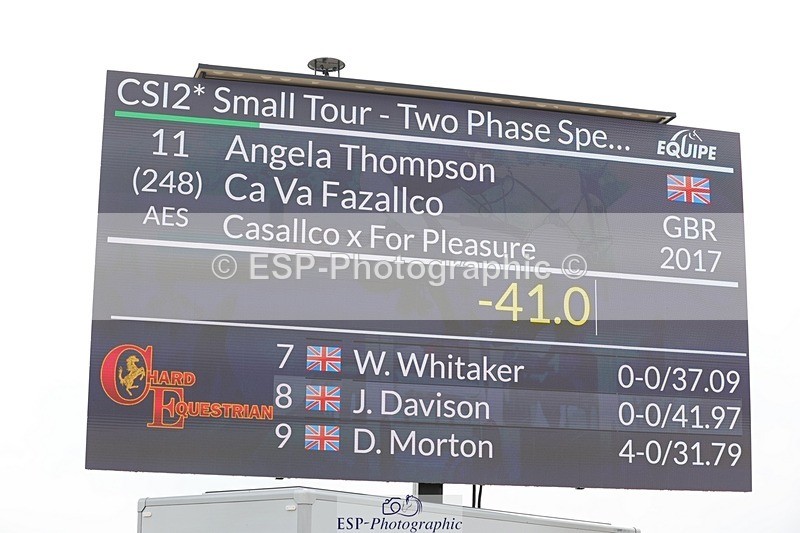 CSI2* Small Tour - Two Phase Spe...
EQUIPE
11 Angela Thompson
(248) Ca Va Fazallco
AES Casallco x For Pleasure GBR
2017
© ESP-Photographic ©
-41.0
7 W. Whitaker 0-0/37.09
8 J. Davison 0-0/41.97
9 D. Morton 4-0/31.79
CHARD
EQUESTRIAN
ESP-Photographic